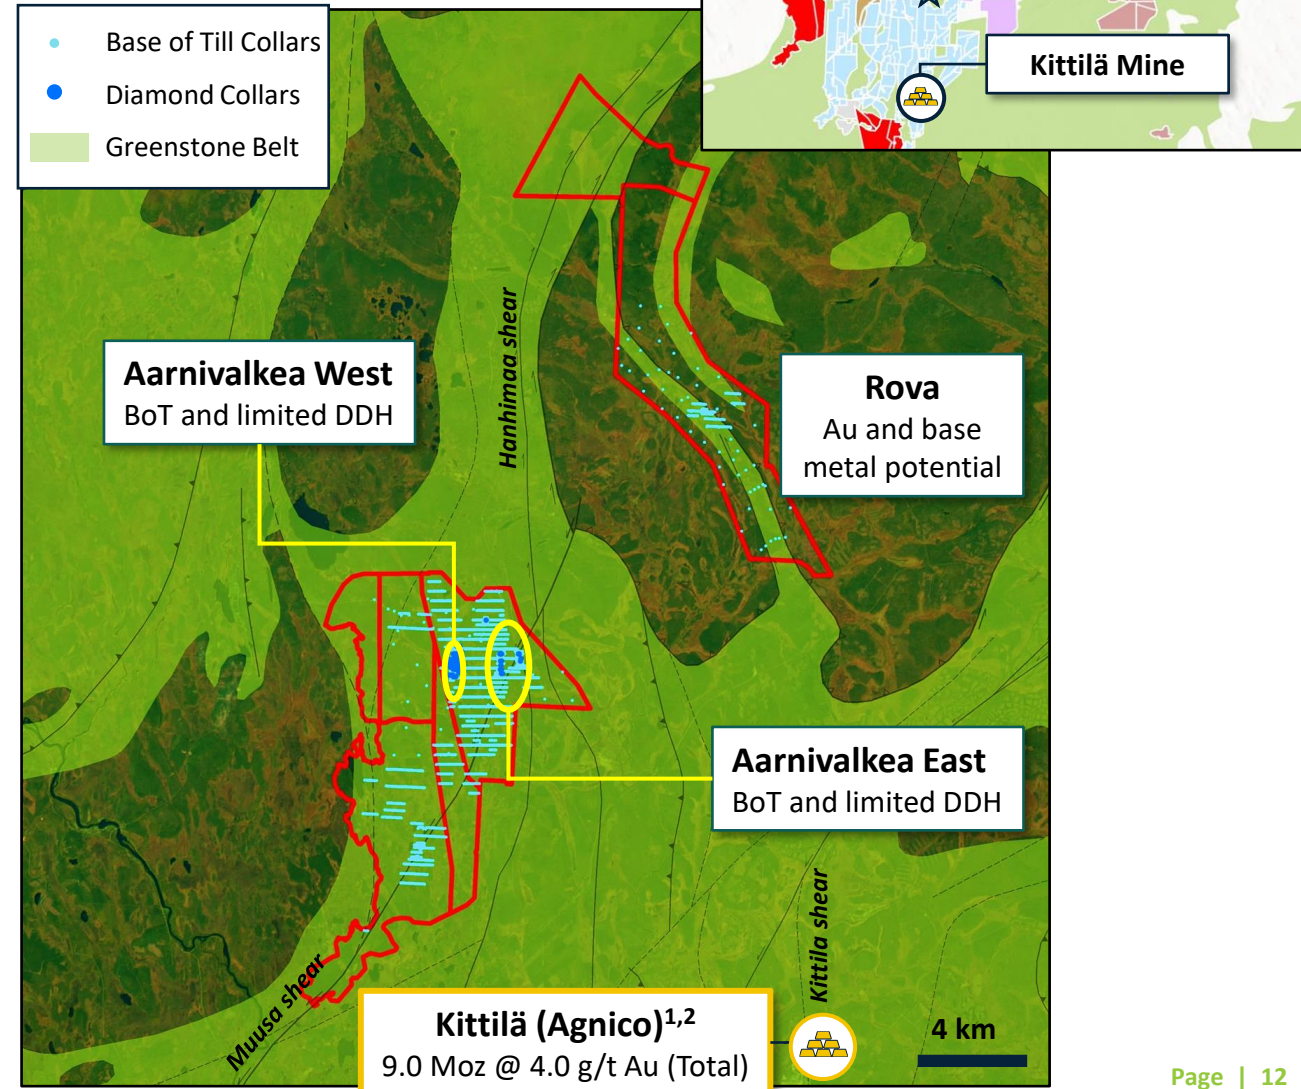 Base of Till Collars
Diamond Collars
Greenstone Belt
Kittilä Mine
Hanhimaa shear
Aarnivalkea West
BoT and limited DDH
Rova
Au and base
metal potential
Aarnivalkea East
BoT and limited DDH
Kittila shear
Muusa shear
Kittilä (Agnico)1,2
9.0 Moz @ 4.0 g/t Au (Total)
4 km
Page | 12